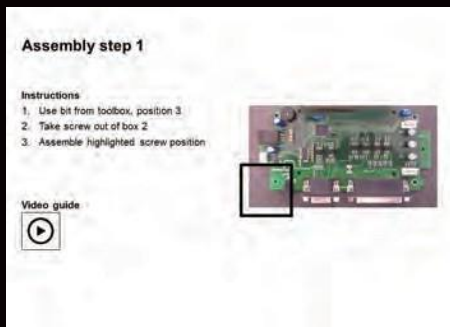 Assembly step 1
Instructions
1. Use bit from toolbox, position 3
2. Take screw out of box 2
3. Assemble highlighted screw position
Video guide